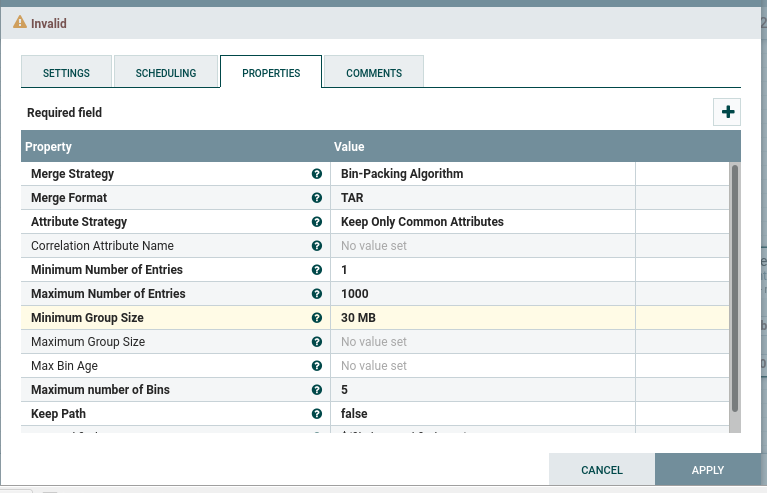 Invalid
SETTINGS SCHEDULING PROPERTIES COMMENTS
Required field
Property Value
Merge Strategy Bin-Packing Algorithm
Merge Format TAR
Attribute Strategy Keep Only Common Attributes
Correlation Attribute Name No value set
Minimum Number of Entries 1
Maximum Number of Entries 1000
Minimum Group Size 30 MB
Maximum Group Size No value set
Max Bin Age No value set
Maximum number of Bins 5
Keep Path false
CANCEL APPLY